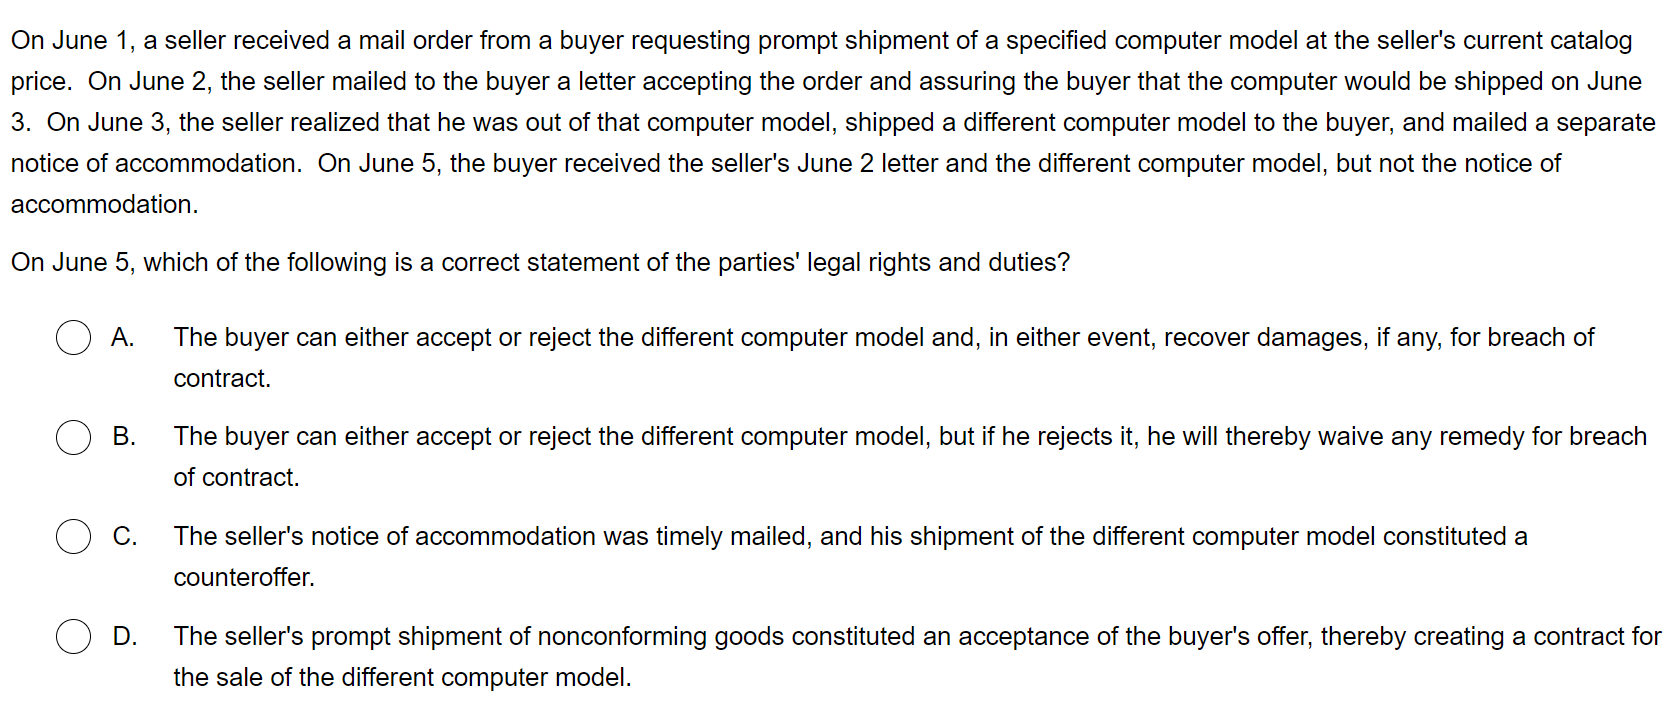 On June 1, a seller received a mail order from a buyer requesting prompt shipment of a specified computer model at the seller's current catalog
price.  On June 2, the seller mailed to the buyer a letter accepting the order and assuring the buyer that the computer would be shipped on June
3.  On June 3, the seller realized that he was out of that computer model, shipped a different computer model to the buyer, and mailed a separate
notice of accommodation.  On June 5, the buyer received the seller's June 2 letter and the different computer model, but not the notice of
accommodation.
On June 5, which of the following is a correct statement of the parties' legal rights and duties?
A. The buyer can either accept or reject the different computer model and, in either event, recover damages, if any, for breach of
contract.
B. The buyer can either accept or reject the different computer model, but if he rejects it, he will thereby waive any remedy for breach
of contract.
C. The seller's notice of accommodation was timely mailed, and his shipment of the different computer model constituted a
counteroffer.
D. The seller's prompt shipment of nonconforming goods constituted an acceptance of the buyer's offer, thereby creating a contract for
the sale of the different computer model.